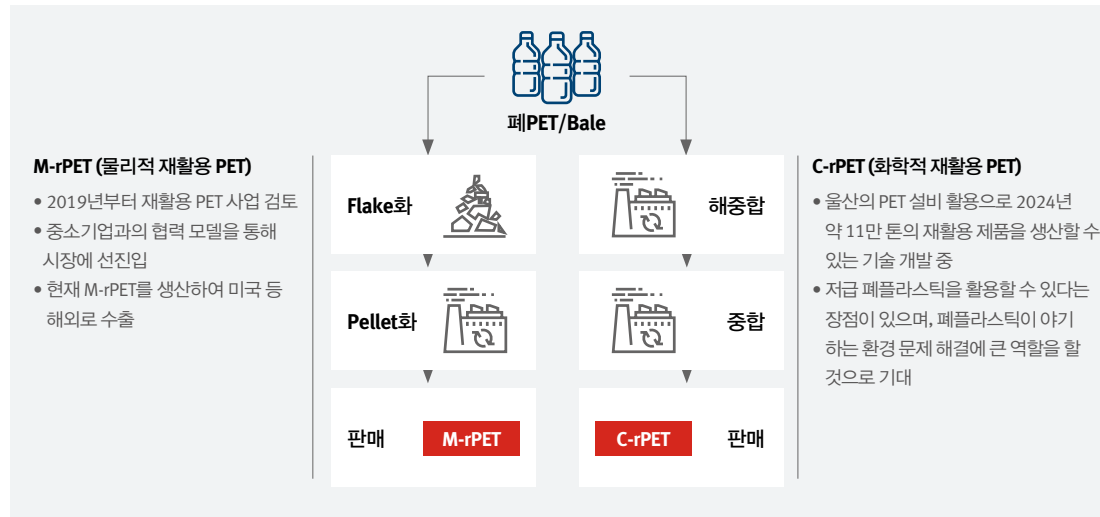 폐PET/Bale
M-rPET (물리적 재활용 PET)
• 2019년부터 재활용 PET 사업 검토
• 중소기업과의 협력 모델을 통해
시장에 선진입
• 현재 M-rPET를 생산하여 미국 등
해외로 수출
Flake화
Pellet화
판매
M-rPET
해중합
중합
C-rPET
판매
C-rPET (화학적 재활용 PET)
• 울산의 PET 설비 활용으로 2024년
약 11만 톤의 재활용 제품을 생산할 수
있는 기술 개발 중
• 저급 폐플라스틱을 활용할 수 있다는
장점이 있으며, 폐플라스틱이 야기
하는 환경 문제 해결에 큰 역할을 할
것으로 기대